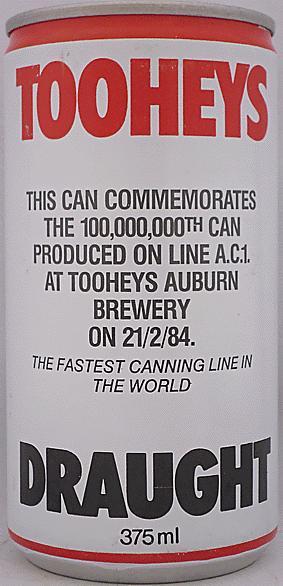 TOOHEYS
THIS CAN COMMEMORATES
THE 100,000,000TH CAN
PRODUCED ON LINE A.C.1.
AT TOOHEYS AUBURN
BREWERY
ON 21/2/84.
THE FASTEST CANNING LINE IN
THE WORLD
DRAUGHT
375ml